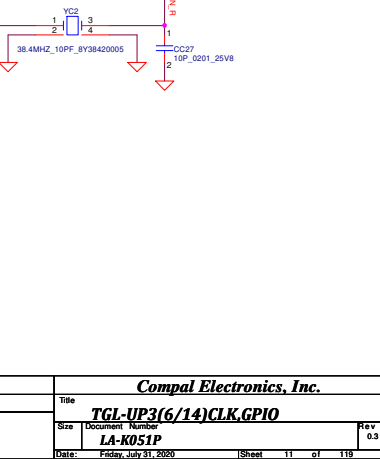 N_R
YC2
1 3
2 4
38.4MHZ_10PF_8Y38420005
1
CC27
10P_0201_25V8
2
Compal Electronics, Inc.
Title
TGL-UP3(6/14)CLK,GPIO
Size Document Number Rev
LA-K051P 0.3
Date: Friday, July 31, 2020 Sheet 11 of 119